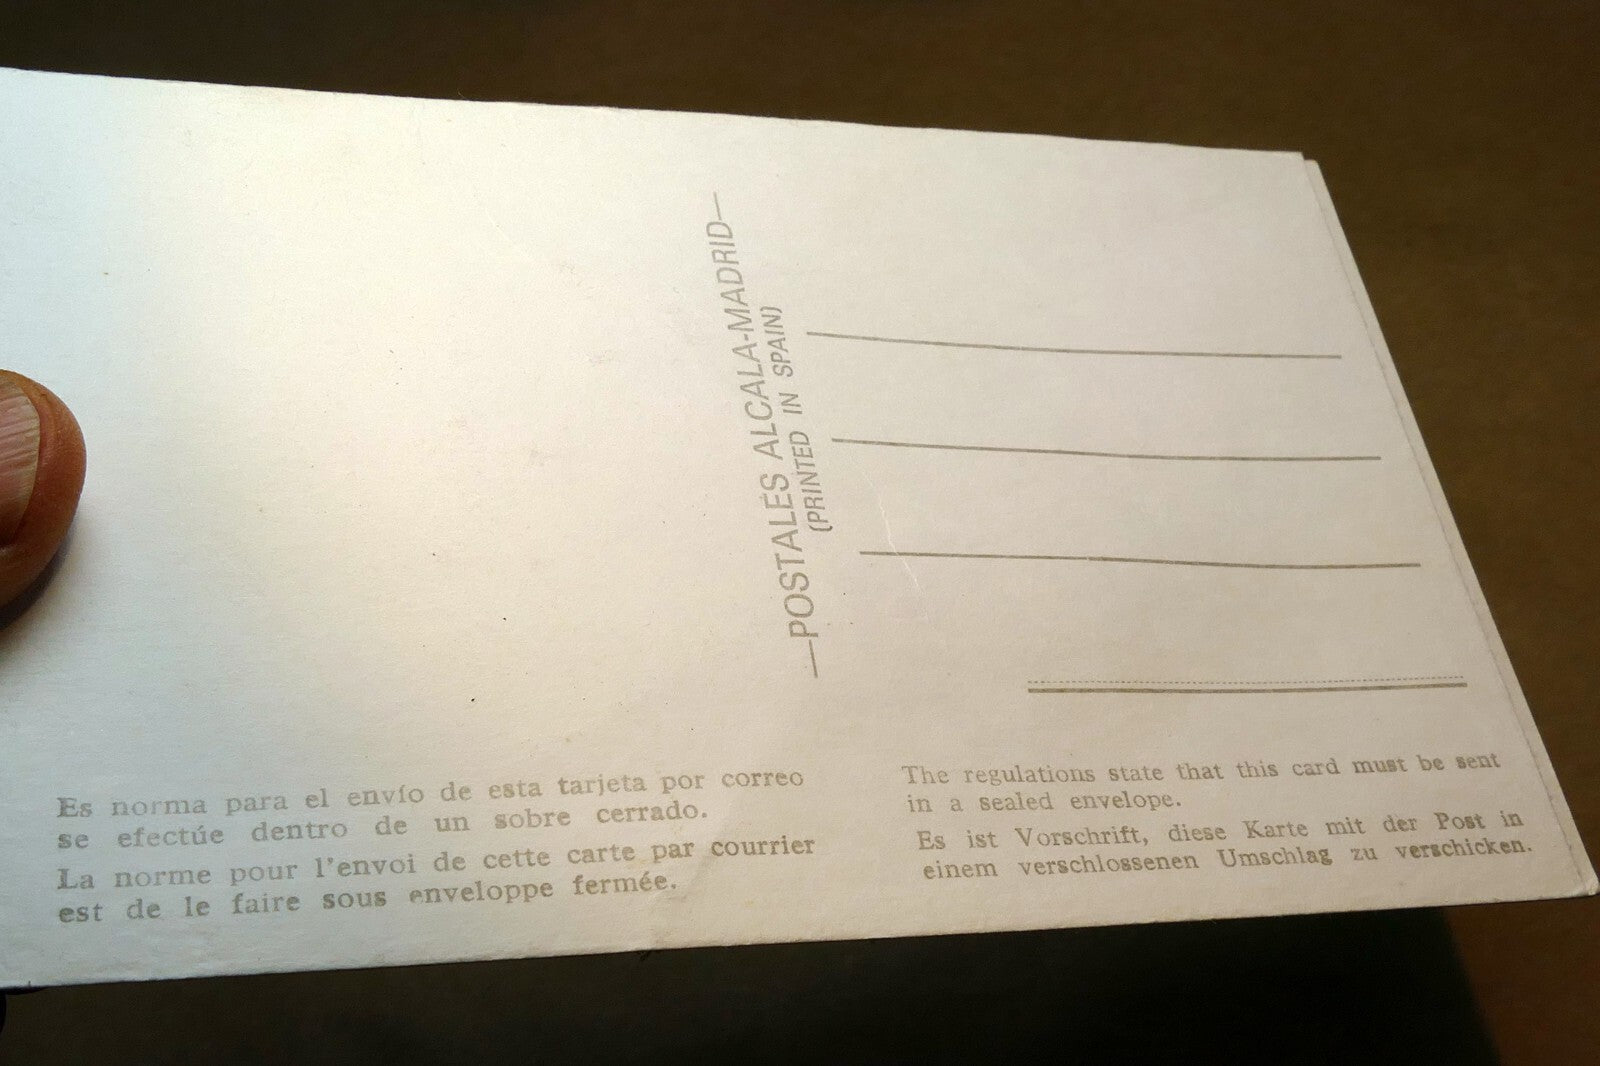 —POSTALES ALCALA-MADRID—
(PRINTED IN SPAIN)
Es norma para el envío de esta tarjeta por correo
se efectúe dentro de un sobre cerrado.
La norme pour l'envoi de cette carte par courrier
est de le faire sous enveloppe fermée.
The regulations state that this card must be sent
in a sealed envelope.
Es ist Vorschrift, diese Karte mit der Post in
einem verschlossenen Umschlag zu verschicken.